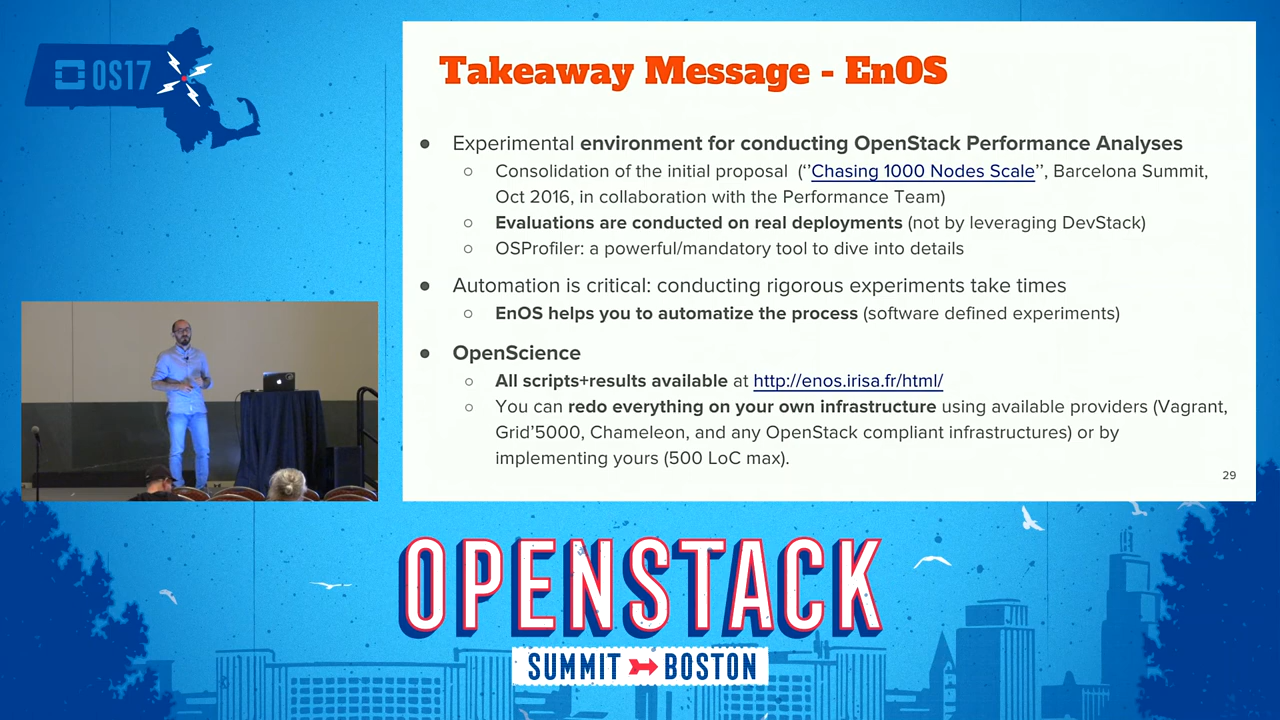 OS17
Takeaway Message - EnOS
● Experimental environment for conducting OpenStack Performance Analyses
○ Consolidation of the initial proposal (‘’Chasing 1000 Nodes Scale’’, Barcelona Summit,
Oct 2016, in collaboration with the Performance Team)
○ Evaluations are conducted on real deployments (not by leveraging DevStack)
○ OSProfiler: a powerful/mandatory tool to dive into details
● Automation is critical: conducting rigorous experiments take times
○ EnOS helps you to automatize the process (software defined experiments)
● OpenScience
○ All scripts+results available at http://enos.irisa.fr/html/
○ You can redo everything on your own infrastructure using available providers (Vagrant,
Grid’5000, Chameleon, and any OpenStack compliant infrastructures) or by
implementing yours (500 LoC max).
29
OPENSTACK
SUMMIT BOSTON